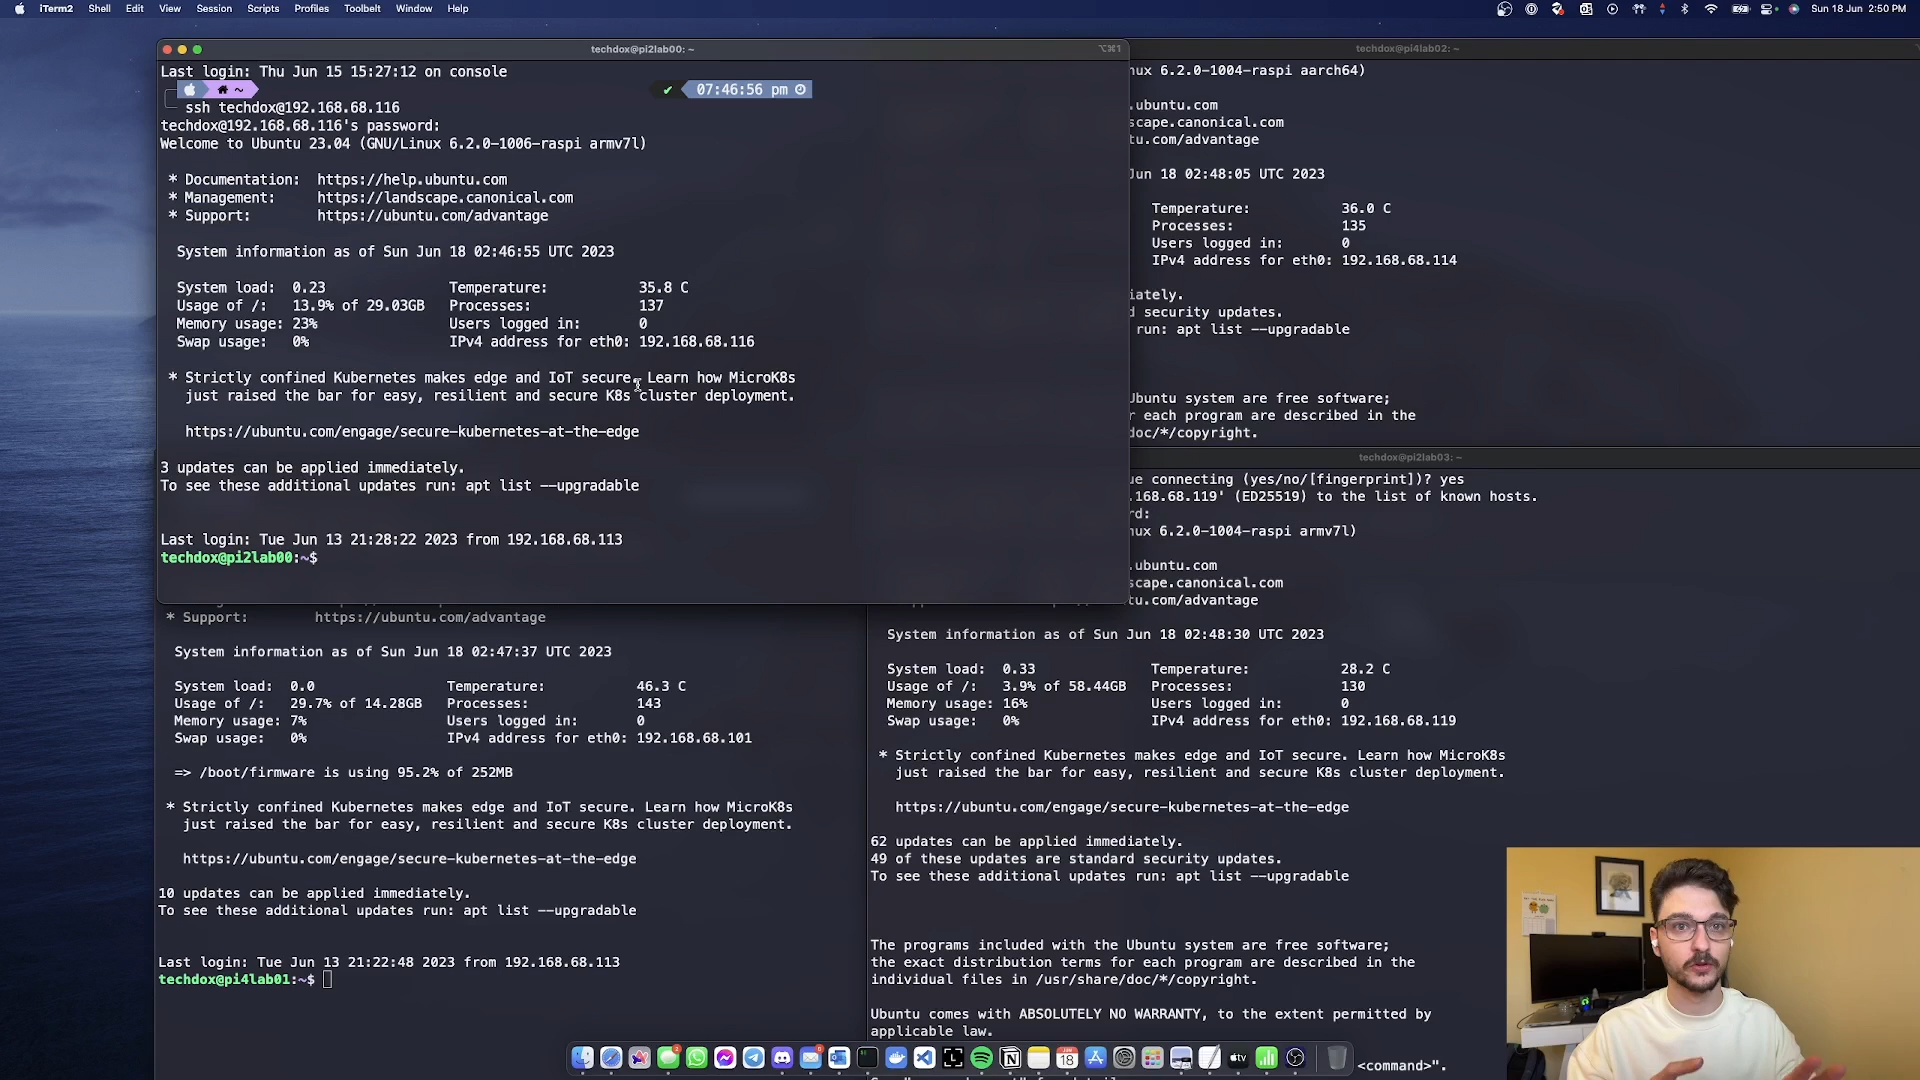 iTerm2 Shell Edit View Session Scripts Profiles Toolbelt Window Help
Sun 18 Jun 2:50 PM
techdox@pi2lab00: ~
⌥⌘1
Last login: Thu Jun 15 15:27:12 on console
~
✔ 07:46:56 pm
ssh techdox@192.168.68.116
techdox@192.168.68.116's password:
Welcome to Ubuntu 23.04 (GNU/Linux 6.2.0-1006-raspi armv7l)
* Documentation: https://help.ubuntu.com
* Management: https://landscape.canonical.com
* Support: https://ubuntu.com/advantage
System information as of Sun Jun 18 02:46:55 UTC 2023
System load: 0.23 Temperature: 35.8 C
Usage of /: 13.9% of 29.03GB Processes: 137
Memory usage: 23% Users logged in: 0
Swap usage: 0% IPv4 address for eth0: 192.168.68.116
* Strictly confined Kubernetes makes edge and IoT secure. Learn how MicroK8s
just raised the bar for easy, resilient and secure K8s cluster deployment.
https://ubuntu.com/engage/secure-kubernetes-at-the-edge
3 updates can be applied immediately.
To see these additional updates run: apt list --upgradable
Last login: Tue Jun 13 21:28:22 2023 from 192.168.68.113
techdox@pi2lab00:~$
techdox@pi4lab02: ~
nux 6.2.0-1004-raspi aarch64)
.ubuntu.com
scape.canonical.com
tu.com/advantage
Jun 18 02:48:05 UTC 2023
Temperature: 36.0 C
Processes: 135
Users logged in: 0
IPv4 address for eth0: 192.168.68.114
iately.
d security updates.
run: apt list --upgradable
Ubuntu system are free software;
r each program are described in the
doc/*/copyright.
* Support: https://ubuntu.com/advantage
System information as of Sun Jun 18 02:47:37 UTC 2023
System load: 0.0 Temperature: 46.3 C
Usage of /: 29.7% of 14.28GB Processes: 143
Memory usage: 7% Users logged in: 0
Swap usage: 0% IPv4 address for eth0: 192.168.68.101
=> /boot/firmware is using 95.2% of 252MB
* Strictly confined Kubernetes makes edge and IoT secure. Learn how MicroK8s
just raised the bar for easy, resilient and secure K8s cluster deployment.
https://ubuntu.com/engage/secure-kubernetes-at-the-edge
10 updates can be applied immediately.
To see these additional updates run: apt list --upgradable
Last login: Tue Jun 13 21:22:48 2023 from 192.168.68.113
techdox@pi4lab01:~$
techdox@pi2lab03: ~
ue connecting (yes/no/[fingerprint])? yes
.168.68.119' (ED25519) to the list of known hosts.
rd:
nux 6.2.0-1004-raspi armv7l)
.ubuntu.com
scape.canonical.com
tu.com/advantage
System information as of Sun Jun 18 02:48:30 UTC 2023
System load: 0.33 Temperature: 28.2 C
Usage of /: 3.9% of 58.44GB Processes: 130
Memory usage: 16% Users logged in: 0
Swap usage: 0% IPv4 address for eth0: 192.168.68.119
* Strictly confined Kubernetes makes edge and IoT secure. Learn how MicroK8s
just raised the bar for easy, resilient and secure K8s cluster deployment.
https://ubuntu.com/engage/secure-kubernetes-at-the-edge
62 updates can be applied immediately.
49 of these updates are standard security updates.
To see these additional updates run: apt list --upgradable
The programs included with the Ubuntu system are free software;
the exact distribution terms for each program are described in the
individual files in /usr/share/doc/*/copyright.
Ubuntu comes with ABSOLUTELY NO WARRANTY, to the extent permitted by
applicable law.
<command>".